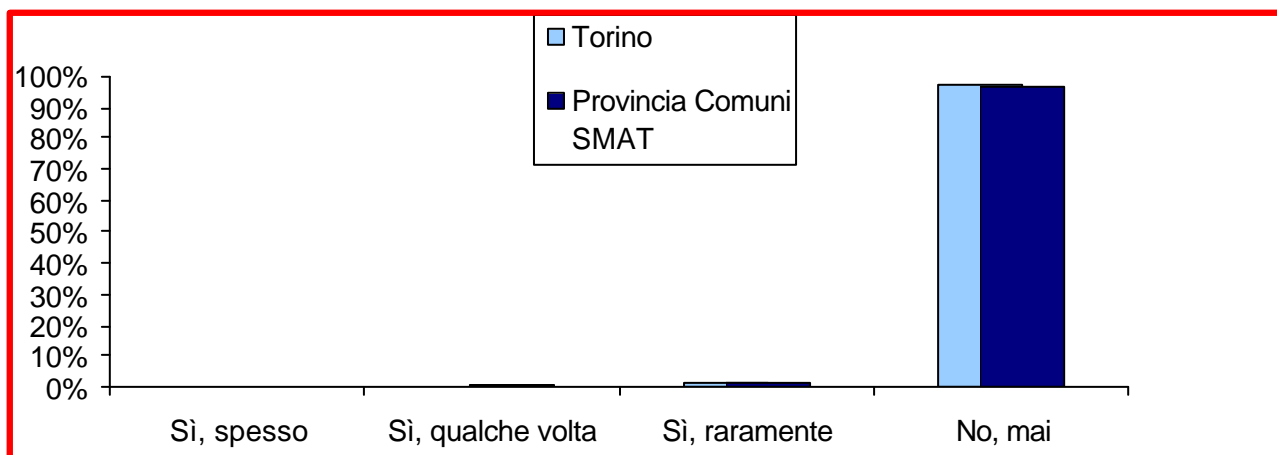 Torino
Provincia Comuni
SMAT
100%
90%
80%
70%
60%
50%
40%
30%
20%
10%
0%
Sì, spesso
Sì, qualche volta
Sì, raramente
No, mai